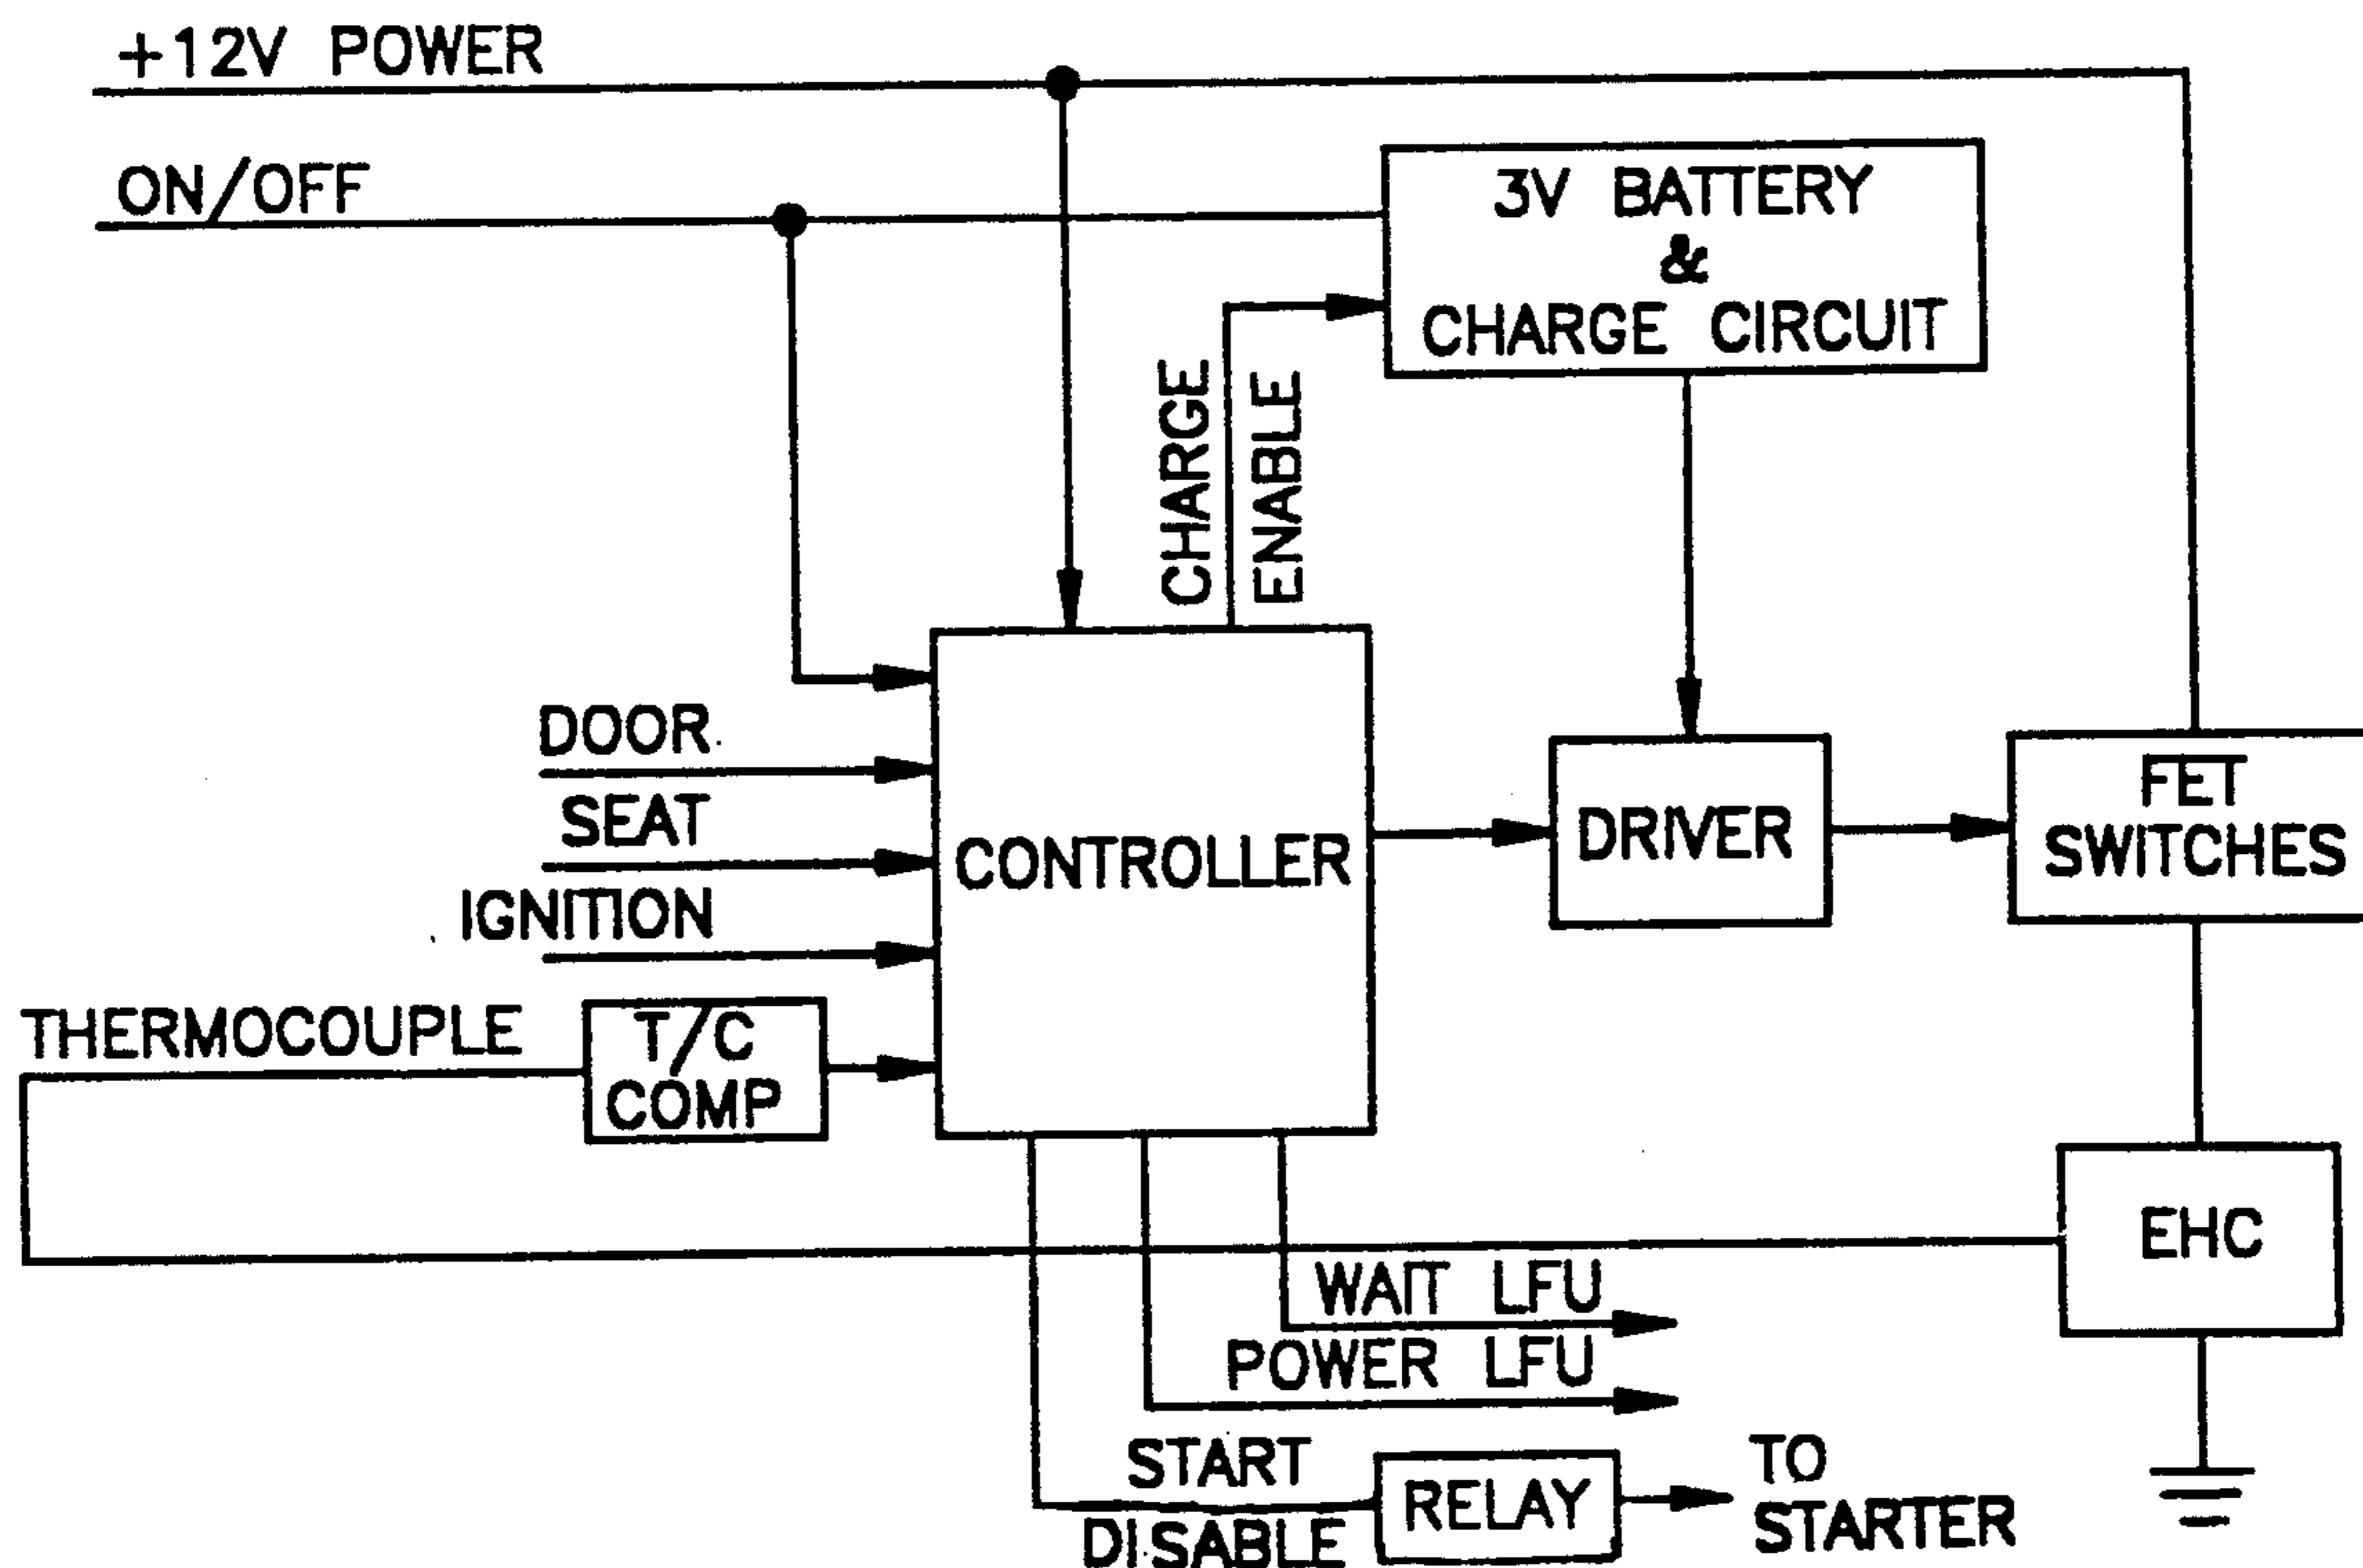 +12V POWER
ON/OFF
3V BATTERY
&
CHARGE CIRCUIT
CHARGE
ENABLE
DOOR
SEAT
IGNITION
CONTROLLER
DRIVER
FET
SWITCHES
THERMOCOUPLE
T/C
COMP
EHC
WAIT LFU
POWER LFU
START
DISABLE
RELAY
TO
STARTER